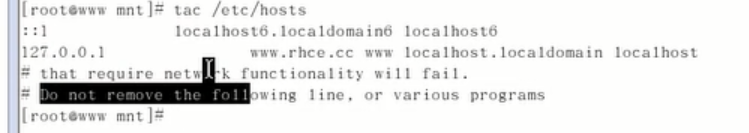 [root@www mnt]# tac /etc/hosts
::1 localhost6.localdomain6 localhost6
127.0.0.1 www.rhce.cc www localhost.localdomain localhost
# that require network functionality will fail.
# Do not remove the following line, or various programs
[root@www mnt]#